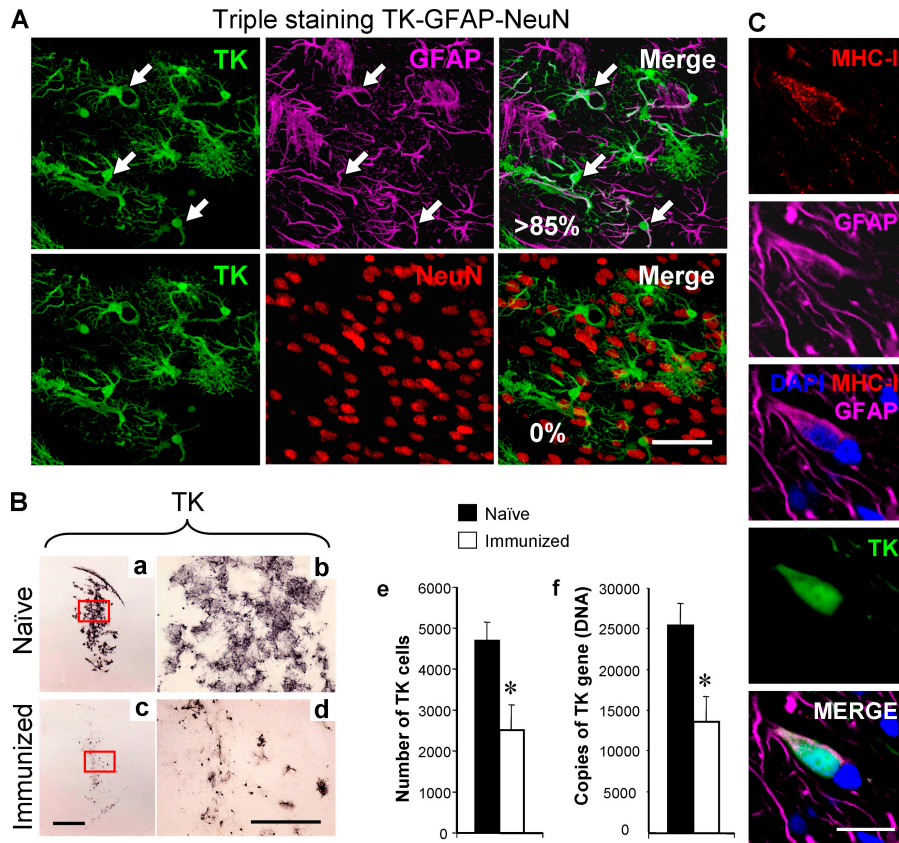 A
Triple staining TK-GFAP-NeuN
TK
GFAP
Merge
>85%
TK
NeuN
Merge
0%
B
TK
Naïve
a
b
Immunized
c
d
Naïve
Immunized
e
Number of TK cells
6000
5000
4000
3000
2000
1000
0
*
f
Copies of TK gene (DNA)
30000
25000
20000
15000
10000
5000
0
*
C
MHC-I
GFAP
DAPI MHC-I
GFAP
TK
MERGE